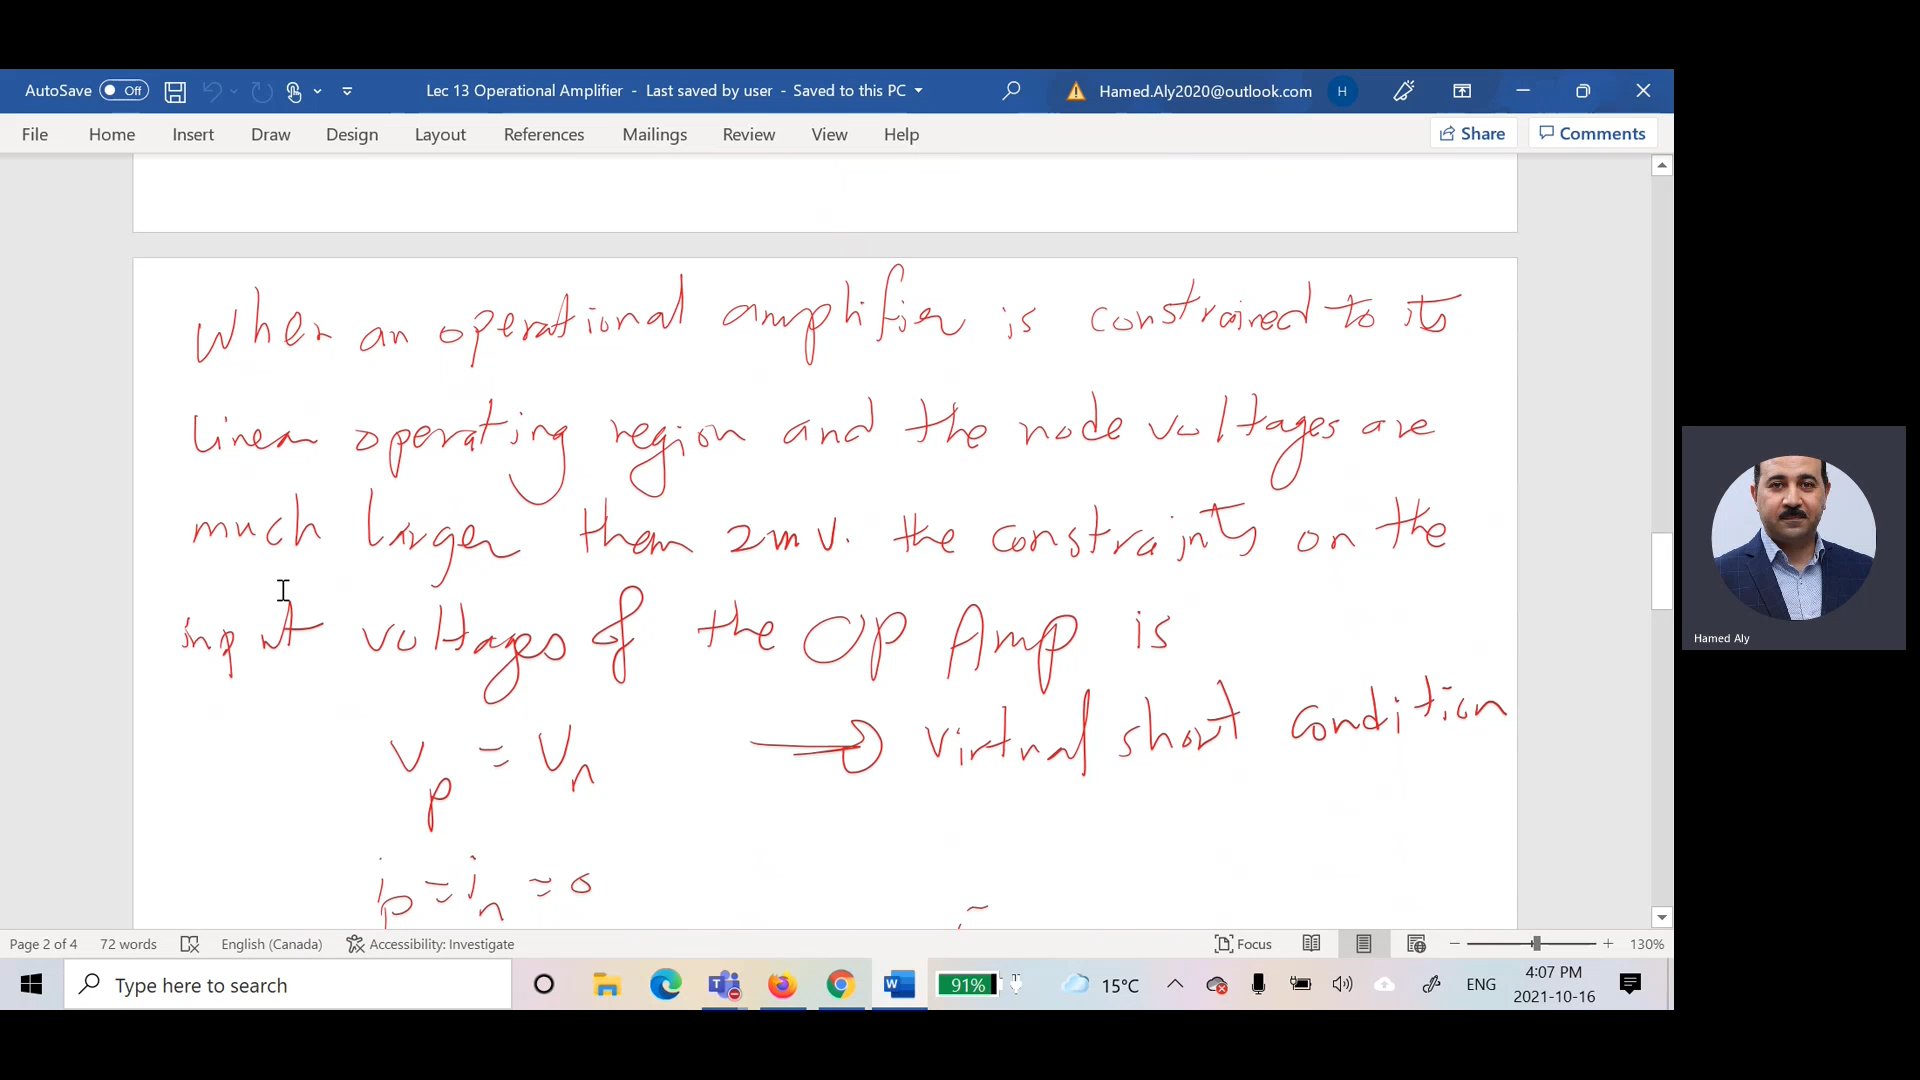 AutoSave Off Lec 13 Operational Amplifier - Last saved by user - Saved to this PC Hamed.Aly2020@outlook.com H
File Home Insert Draw Design Layout References Mailings Review View Help Share Comments
When an operational amplifier is constrained to its
linear operating region and the node voltages are
much larger them 2mV. the constraints on the
input voltages of the Op Amp is
Vp = Vn → virtual short condition
ip = in = 0
Hamed Aly
Page 2 of 4 72 words English (Canada) Accessibility: Investigate Focus 130%
Type here to search W 91% 15°C ENG 4:07 PM
2021-10-16